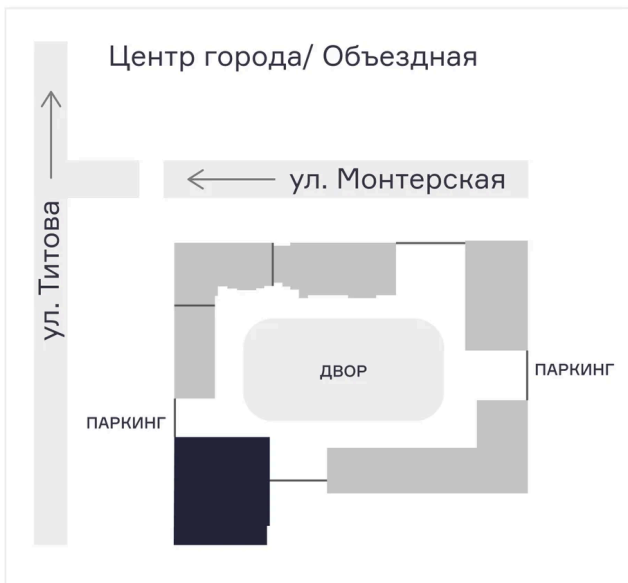 Центр города/ Объездная
ул. Монтерская
ул. Титова
ДВОР
ПАРКИНГ
ПАРКИНГ